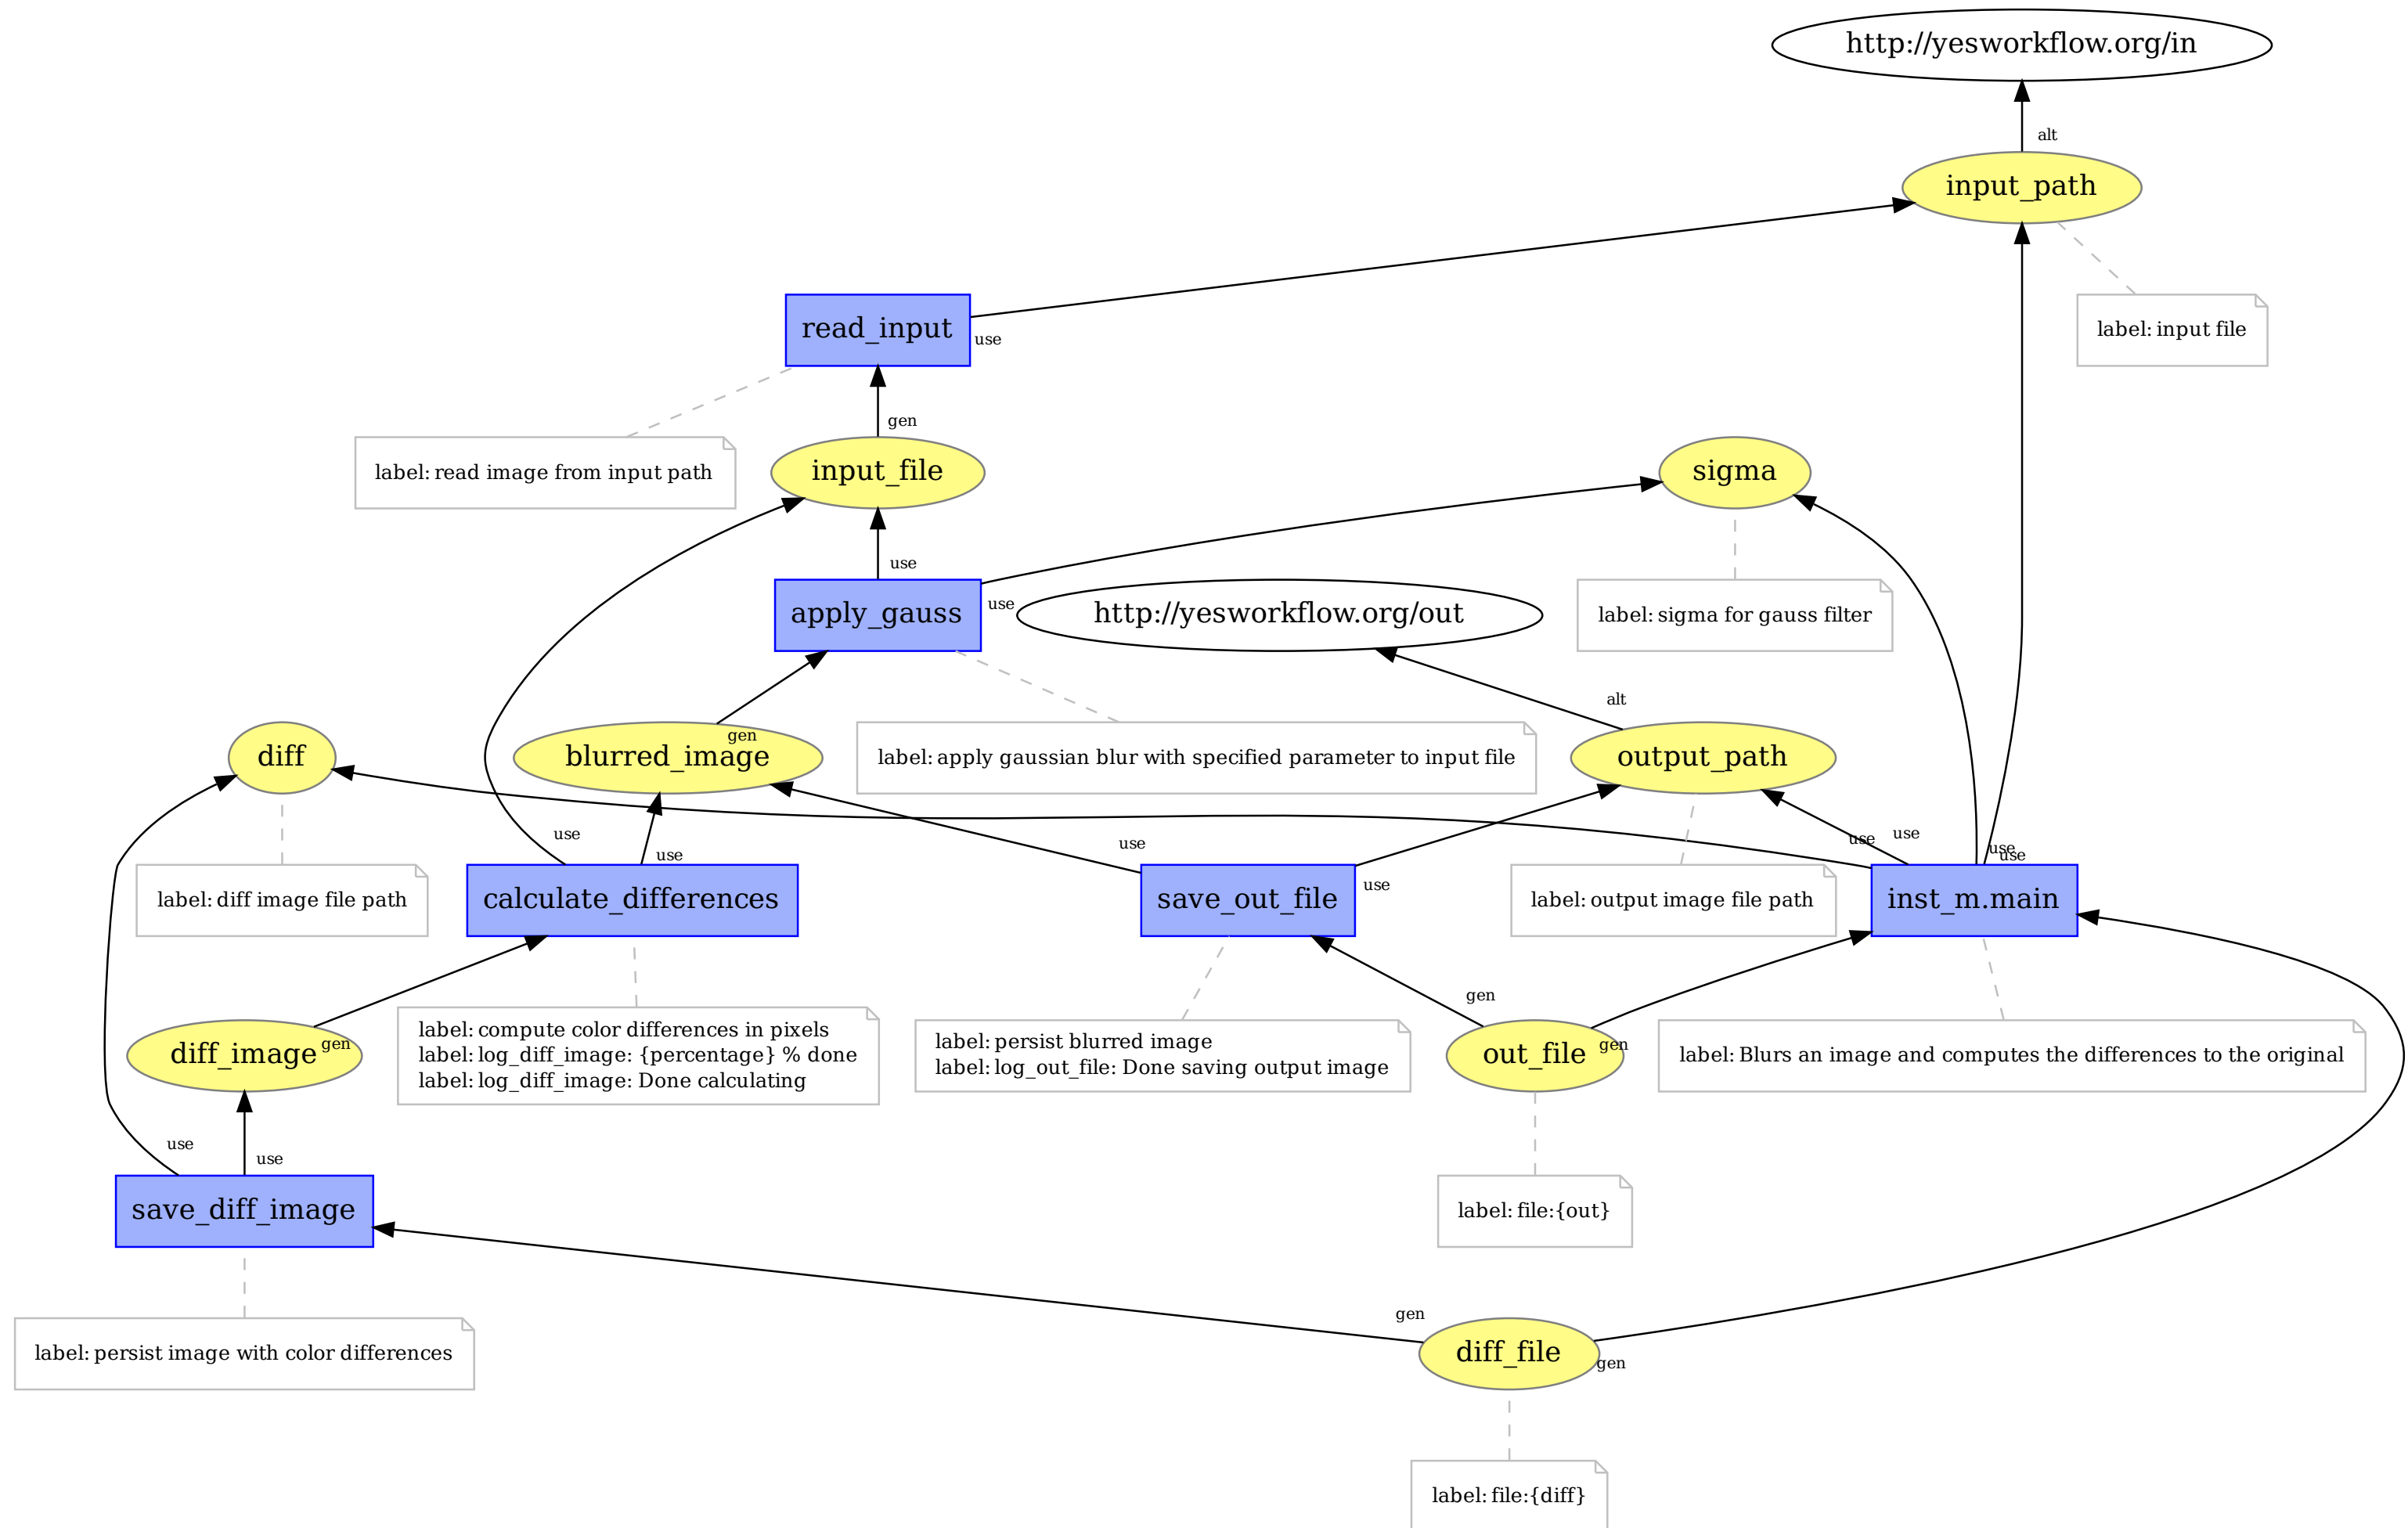 http://yesworkflow.org/in
alt
input_path
read_input
use
label: input file
gen
label: read image from input path
input_file
sigma
use
apply_gauss
use
http://yesworkflow.org/out
label: sigma for gauss filter
alt
diff
gen
blurred_image
label: apply gaussian blur with specified parameter to input file
output_path
use
use
use
use
use
use
use
label: diff image file path
calculate_differences
save_out_file
use
label: output image file path
inst_m.main
gen
diff_image
gen
label: compute color differences in pixels
label: log_diff_image: {percentage} % done
label: log_diff_image: Done calculating
label: persist blurred image
label: log_out_file: Done saving output image
out_file
gen
label: Blurs an image and computes the differences to the original
use
use
save_diff_image
label: file:{out}
gen
label: persist image with color differences
diff_file
gen
label: file:{diff}